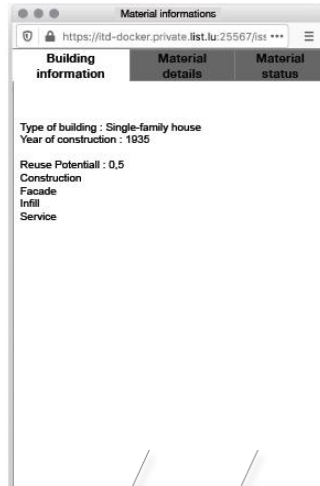 Material informations
https://itd-docker.private.list.lu:25567/iss •••
Building information
Material details
Material status
Type of building : Single-family house
Year of construction : 1935
Reuse Potentiall : 0,5
Construction
Facade
Infill
Service